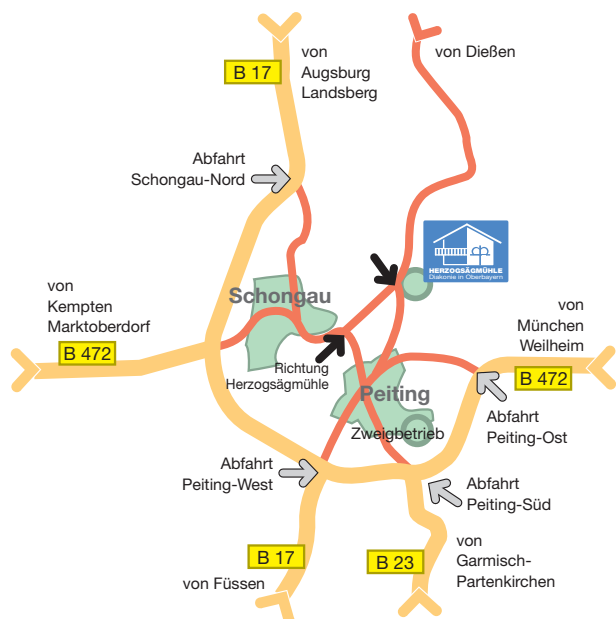 von
Augsburg
Landsberg
B 17
von Dießen
Abfahrt
Schongau-Nord
HERZOGSÄGMÜHLE
Diakonie in Oberbayern
von
Kempten
Marktoberdorf
B 472
Schongau
Richtung
Herzogsägmühle
von
München
Weilheim
B 472
Peiting
Zweigbetrieb
Abfahrt
Peiting-Ost
Abfahrt
Peiting-West
Abfahrt
Peiting-Süd
B 17
von Füssen
B 23
von
Garmisch-
Partenkirchen